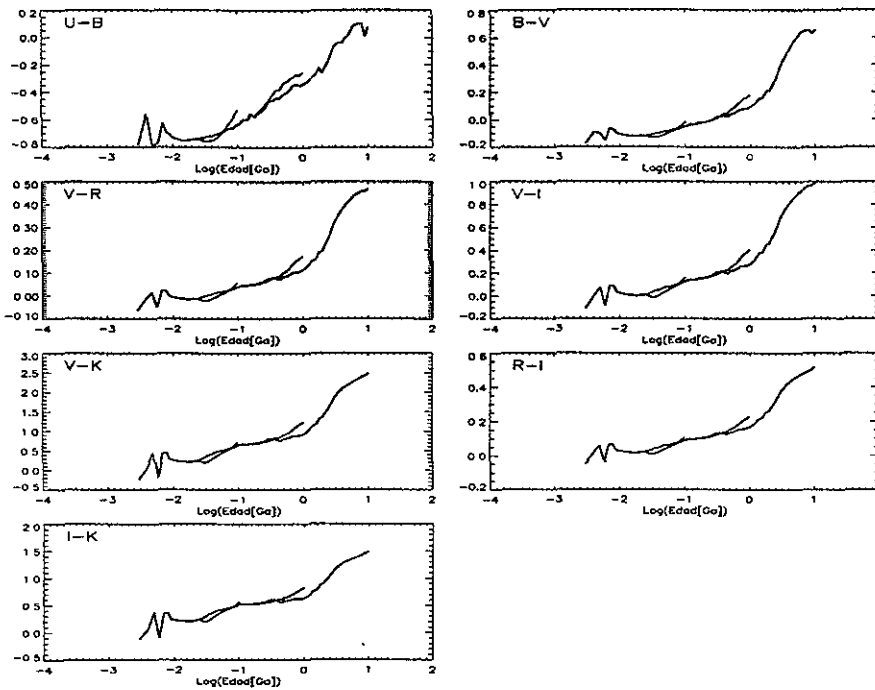 U-B
0.2
0.0
-0.2
-0.4
-0.6
-0.8
-4 -3 -2 -1 0 1 2
Log(Edad[Ga])
B-V
0.8
0.6
0.4
0.2
0.0
-0.2
-4 -3 -2 -1 0 1 2
Log(Edad[Ga])
V-R
0 50
0 40
0 30
0 20
0 10
0 00
-0 10
-4 -3 -2 -1 0 1 2
Log(Edad[Ga])
V-I
1 0
0 8
0.6
0.4
0.2
0.0
-0.2
-4 -3 -2 -1 0 1 2
Log(Edad[Ga])
V-K
3.0
2.5
2.0
1.5
1.0
0.5
0.0
-0 5
-4 -3 -2 -1 0 1 2
Log(Edad[Ga])
R-I
0.6
0.4
0.2
0.0
-0.2
-4 -3 -2 -1 0 1 2
Log(Edad[Ga])
I-K
2 0
1 5
1 0
0.5
0.0
-0 5
-4 -3 -2 -1 0 1 2
Log(Edad[Ga])